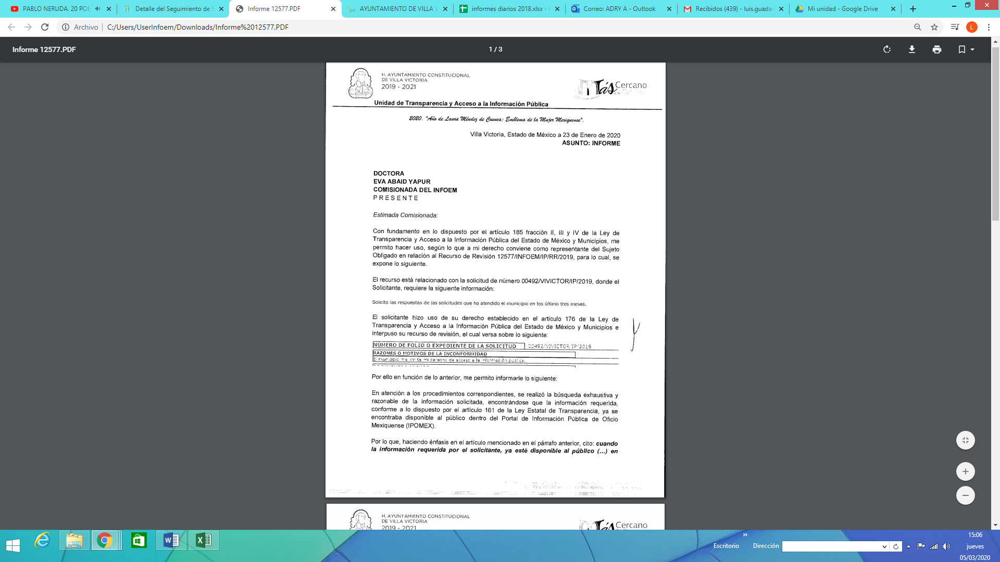 PABLO NERUDA. 20 POE
Detalle del Seguimiento de S
Informe 12577.PDF
AYUNTAMIENTO DE VILLA V
informes diarios 2018.xlsx - H
Correo: ADRY A - Outlook
Recibidos (439) - luis.guadar
Mi unidad - Google Drive
Archivo
C:/Users/UserInfoem/Downloads/Informe%2012577.PDF
L
Informe 12577.PDF
1 / 3
H. AYUNTAMIENTO CONSTITUCIONAL
DE VILLA VICTORIA
2019 - 2021
más Cercano
Unidad de Transparencia y Acceso a la Información Pública
2020. "Año de Laura Méndez de Cuenca; Emblema de la Mujer Mexiquense".
Villa Victoria, Estado de México a 23 de Enero de 2020
ASUNTO: INFORME
DOCTORA
EVA ABAID YAPUR
COMISIONADA DEL INFOEM
P R E S E N T E
Estimada Comisionada:
Con fundamento en lo dispuesto por el artículo 185 fracción II, III y IV de la Ley de
Transparencia y Acceso a la Información Pública del Estado de México y Municipios, me
permito hacer uso, según lo que a mi derecho conviene como representante del Sujeto
Obligado en relación al Recurso de Revisión 12577/INFOEM/IP/RR/2019, para lo cual, se
expone lo siguiente.
El recurso está relacionado con la solicitud de número 00492/VIVICTOR/IP/2019, donde el
Solicitante, requiere la siguiente información:
Solicito las respuestas de las solicitudes que ha atendido el municipio en los último tres meses.
El solicitante hizo uso de su derecho establecido en el artículo 176 de la Ley de
Transparencia y Acceso a la Información Pública del Estado de México y Municipios e
interpuso su recurso de revisión, el cual versa sobre lo siguiente:
NÚMERO DE FOLIO O EXPEDIENTE DE LA SOLICITUD 00492/VIVICTOR/IP/2019
RAZONES O MOTIVOS DE LA INCONFORMIDAD
El municipio me limita mi derecho de acceso a la información publica.
Por ello en función de lo anterior, me permito informarle lo siguiente:
En atención a los procedimientos correspondientes, se realizó la búsqueda exhaustiva y
razonable de la información solicitada, encontrándose que la información requerida,
conforme a lo dispuesto por el artículo 161 de la Ley Estatal de Transparencia, ya se
encontraba disponible al público dentro del Portal de Información Pública de Oficio
Mexiquense (IPOMEX).
Por lo que, haciendo énfasis en el artículo mencionado en el párrafo anterior, cito: cuando
la información requerida por el solicitante, ya esté disponible al público (...) en
H. AYUNTAMIENTO CONSTITUCIONAL
DE VILLA VICTORIA
2019 - 2021
más Cercano
Escritorio
Dirección
15:06
jueves
05/03/2020